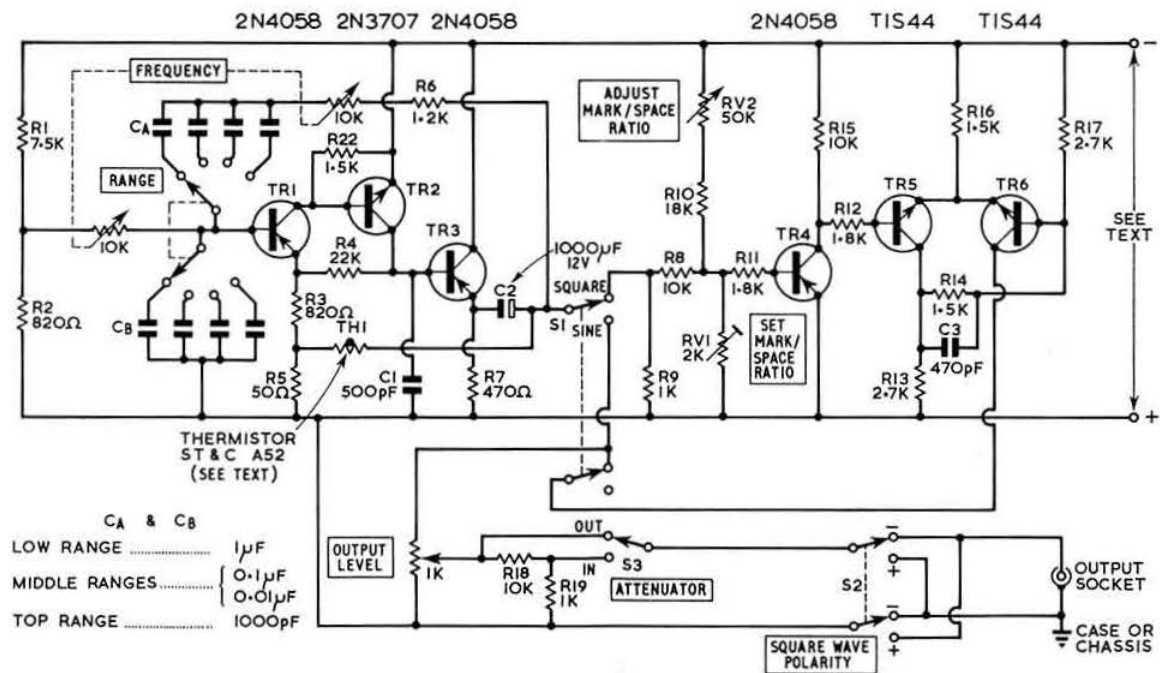 2N4058 2N3707 2N4058 2N4058 TIS44 TIS44
FREQUENCY
R1
7.5K
CA
10K
R6
1.2K
R22
1.5K
RANGE
TR1
TR2
10K
R4
22K
TR3
1000µF
12V
R2
820Ω
CB
R3
820Ω
TH1
C2
SQUARE
S1
SINE
R5
50Ω
C1
500pF
R7
470Ω
THERMISTOR
ST & C A52
(SEE TEXT)
ADJUST
MARK/SPACE
RATIO
RV2
50K
R10
18K
R8
10K
R11
1.8K
R9
1K
RV1
2K
SET
MARK/
SPACE
RATIO
R15
10K
TR4
R12
1.8K
R16
1.5K
R17
2.7K
TR5
TR6
R14
1.5K
C3
470pF
R13
2.7K
−
SEE
TEXT
+
CA & CB
LOW RANGE ............... 1µF
MIDDLE RANGES ........ { 0.1µF
0.01µF
TOP RANGE ................ 1000pF
OUTPUT
LEVEL
1K
OUT
IN
S3
R18
10K
R19
1K
ATTENUATOR
S2
−
+
−
+
SQUARE WAVE
POLARITY
OUTPUT
SOCKET
CASE OR
CHASSIS